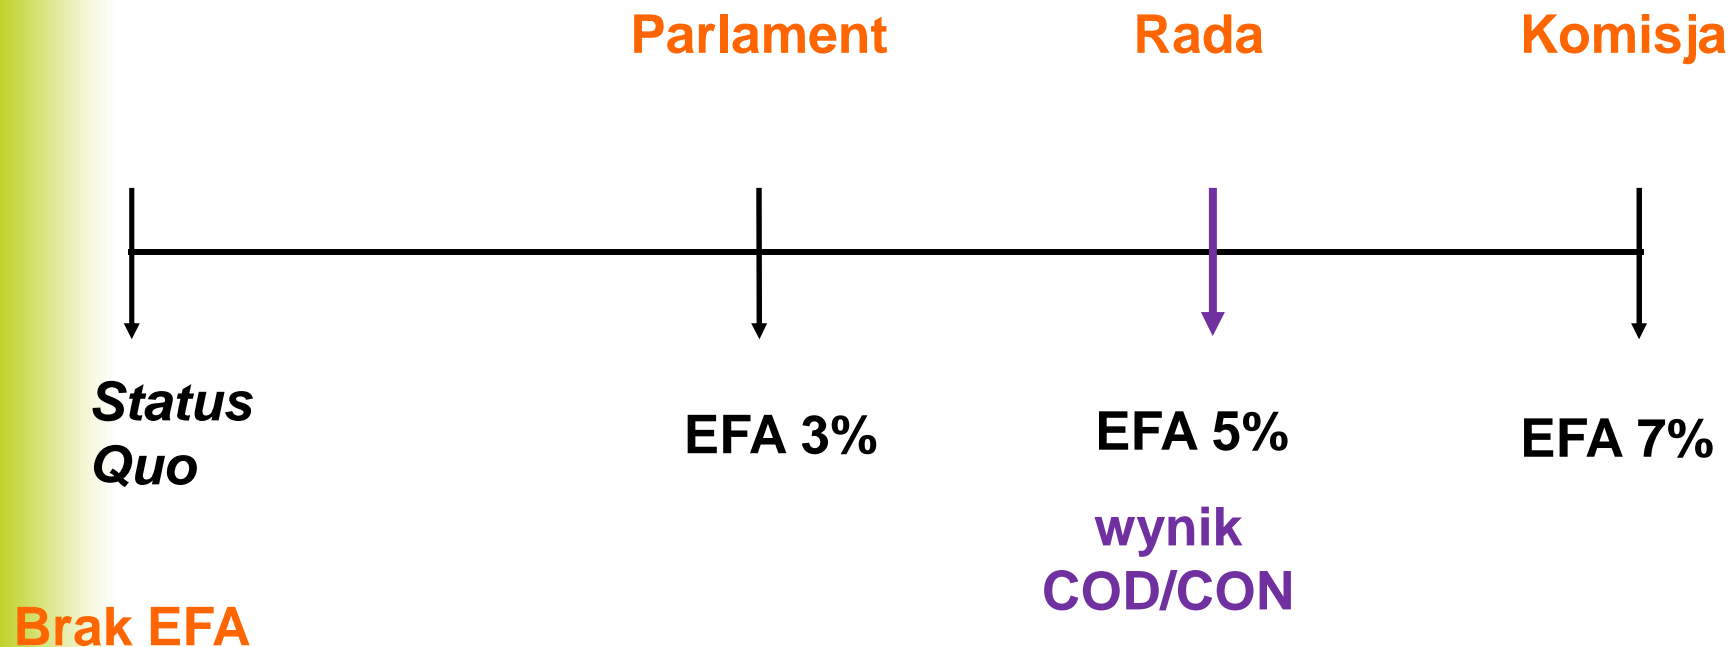 Parlament
Rada
Komisja
Status
Quo
EFA 3%
EFA 5%
EFA 7%
wynik
COD/CON
Brak EFA